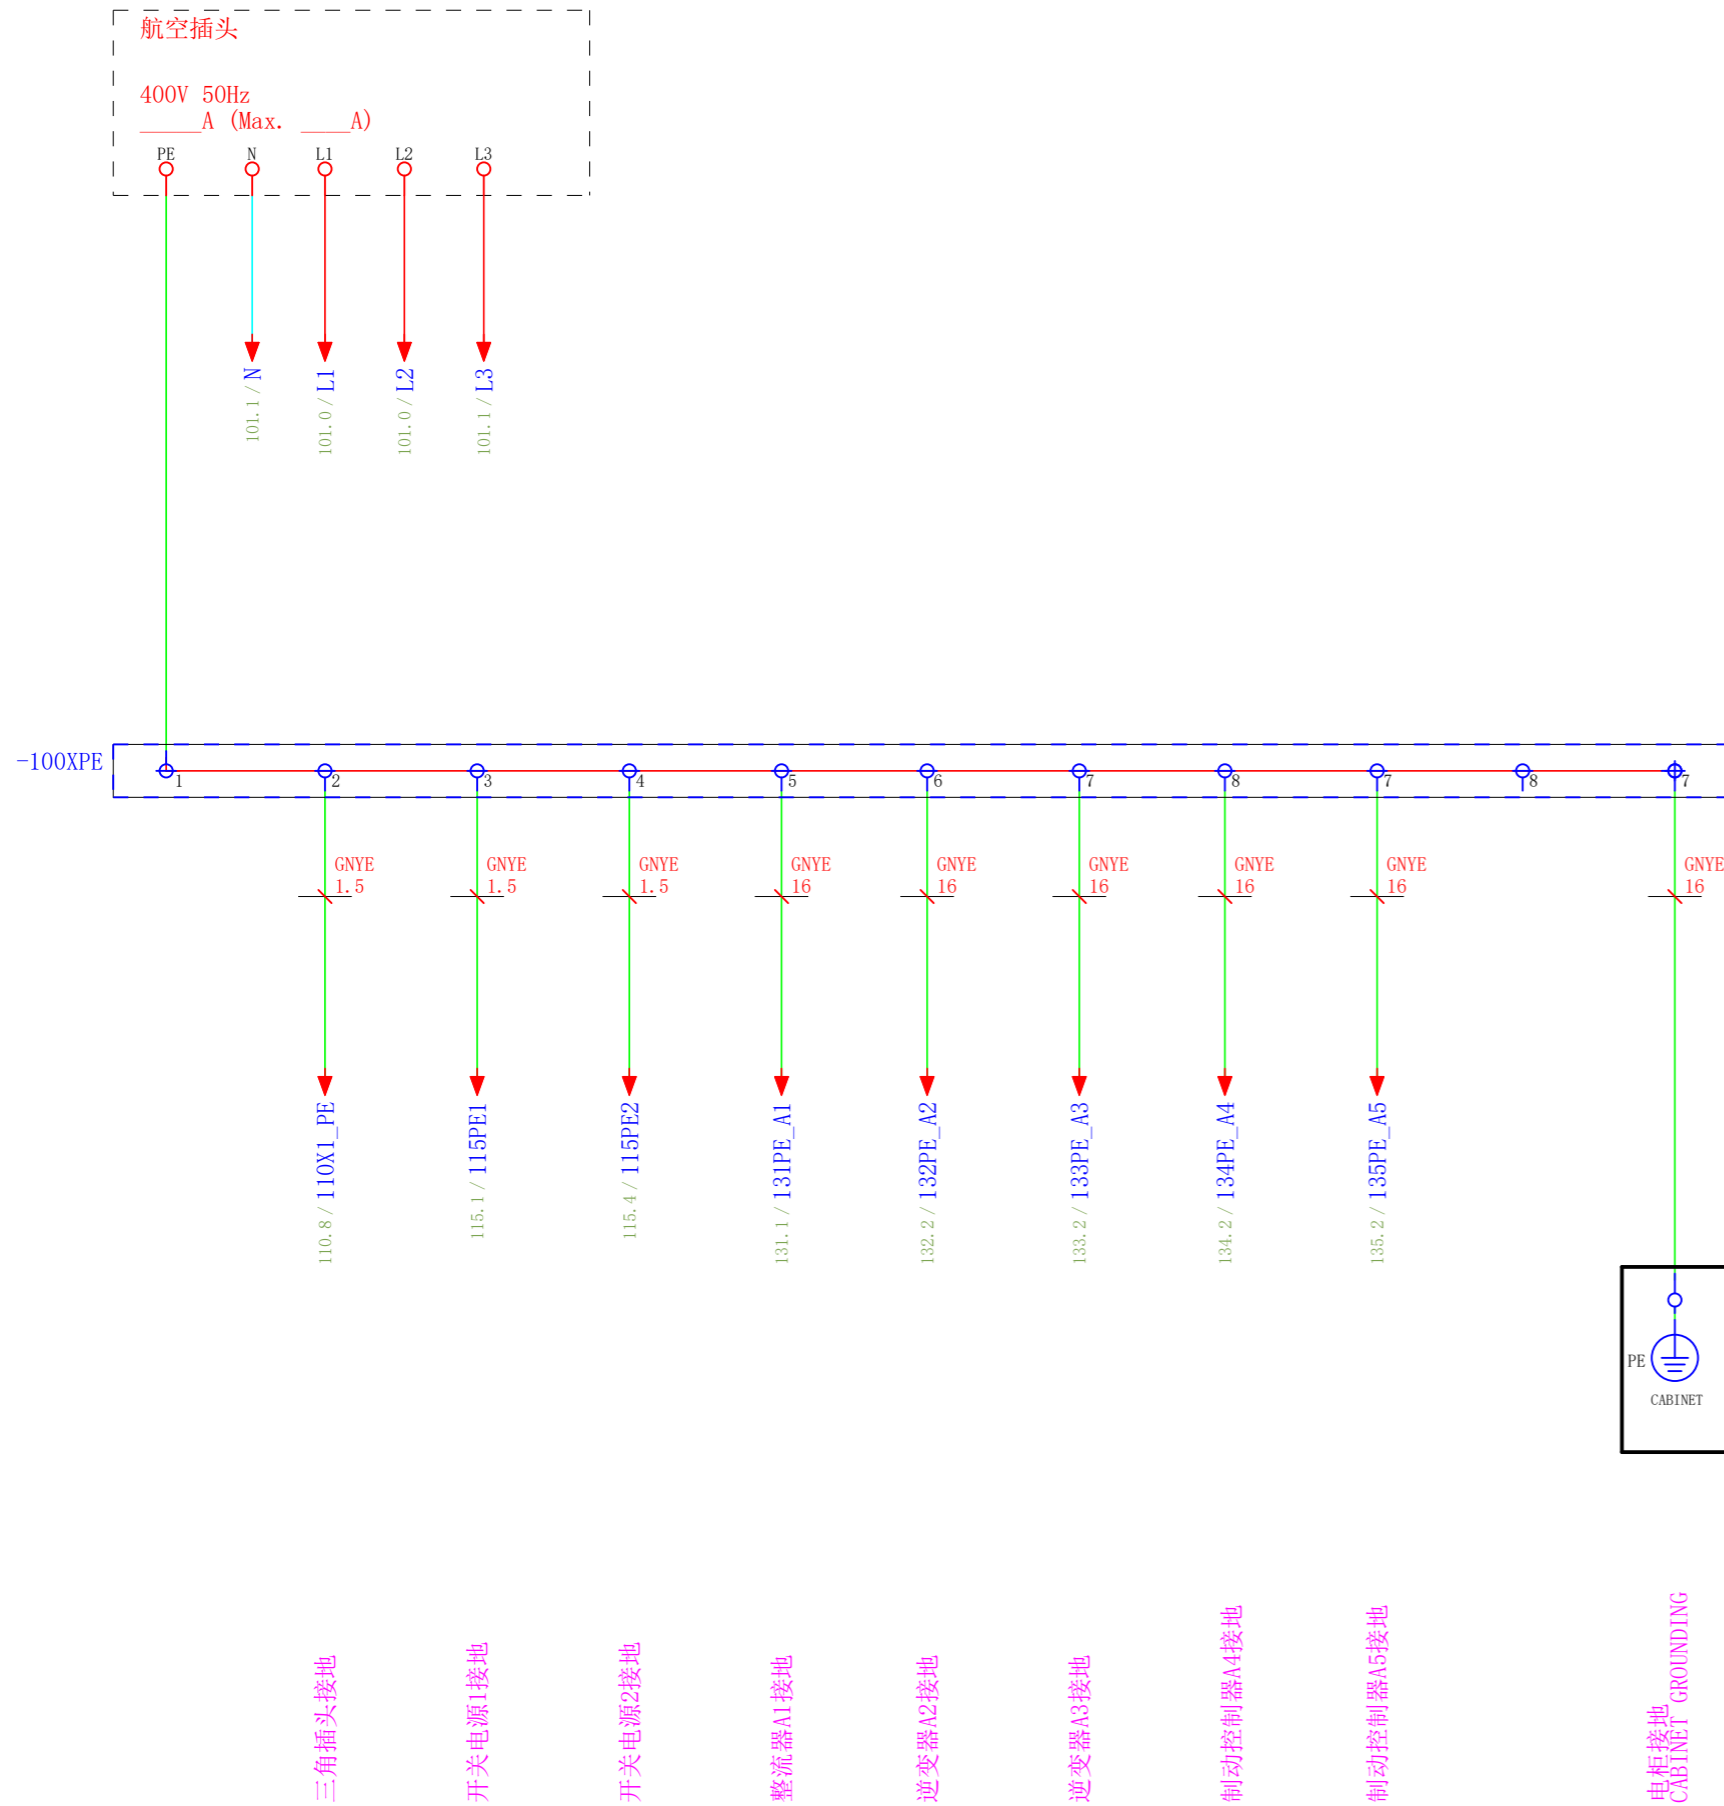 航空插头
400V 50Hz
_____A (Max. ____A)
PE N L1 L2 L3
101.1 / N
101.0 / L1
101.0 / L2
101.1 / L3
-100XPE
1 2 3 4 5 6 7 8 7 8 7
GNYE
1.5
GNYE
1.5
GNYE
1.5
GNYE
16
GNYE
16
GNYE
16
GNYE
16
GNYE
16
GNYE
16
110.8 / 110X1_PE
115.1 / 115PE1
115.4 / 115PE2
131.1 / 131PE_A1
132.2 / 132PE_A2
133.2 / 133PE_A3
134.2 / 134PE_A4
135.2 / 135PE_A5
PE
CABINET
三角插头接地
开关电源1接地
开关电源2接地
整流器A1接地
逆变器A2接地
逆变器A3接地
制动控制器A4接地
制动控制器A5接地
电柜接地
CABINET GROUNDING